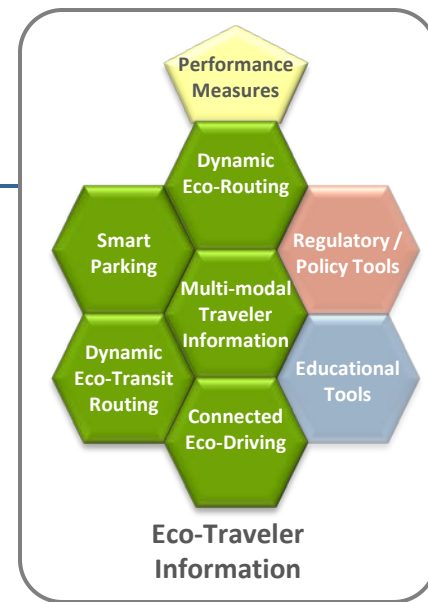 Performance
Measures
Dynamic
Eco-Routing
Smart
Parking
Regulatory /
Policy Tools
Multi-modal
Traveler
Information
Dynamic
Eco-Transit
Routing
Educational
Tools
Connected
Eco-Driving
Eco-Traveler
Information